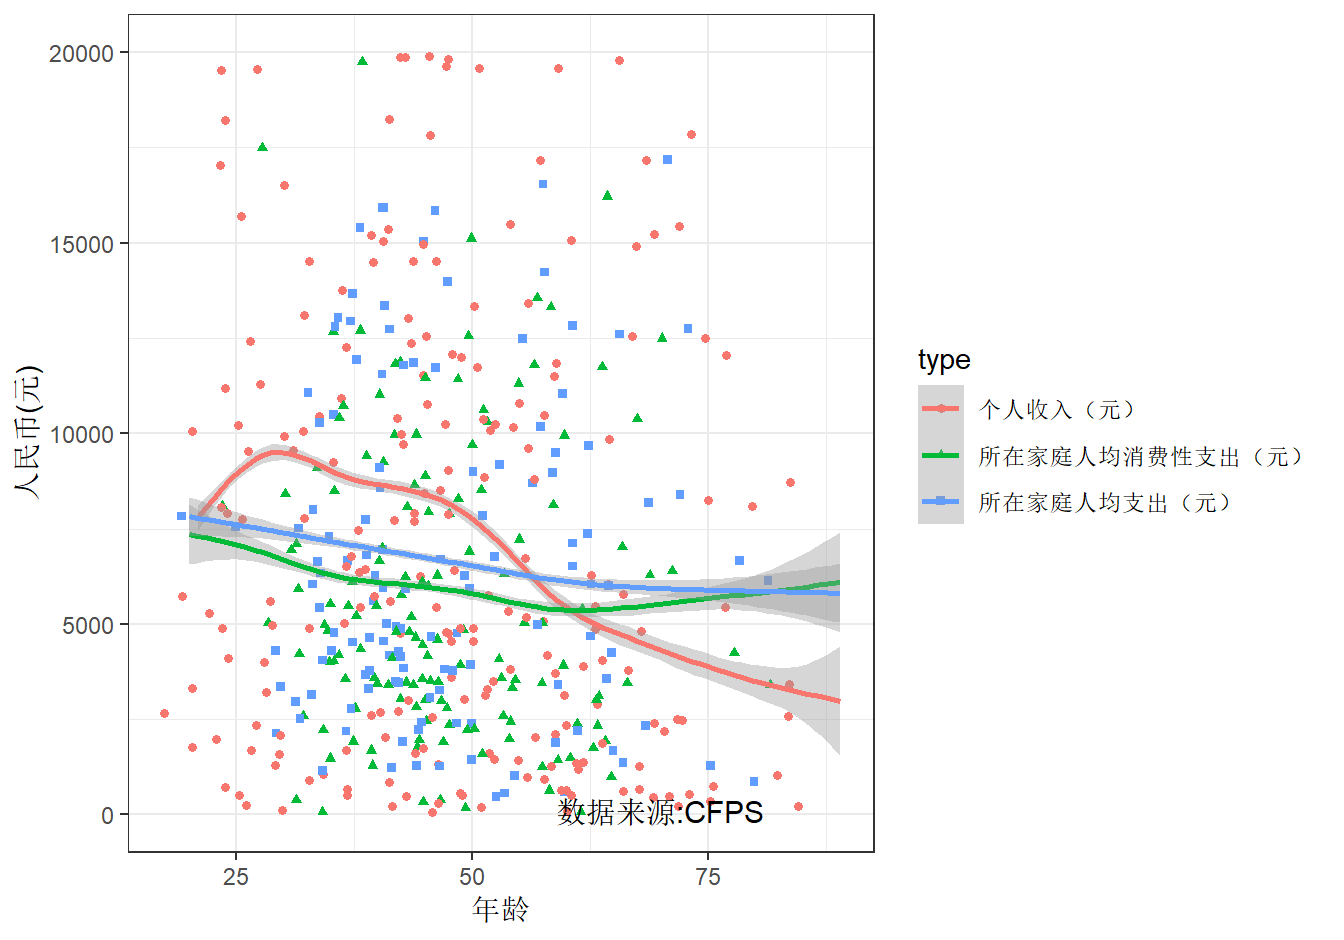 20000
15000
10000
5000
0
人民币(元)
25
50
75
年龄
数据来源:CFPS
type
个人收入（元）
所在家庭人均消费性支出（元）
所在家庭人均支出（元）